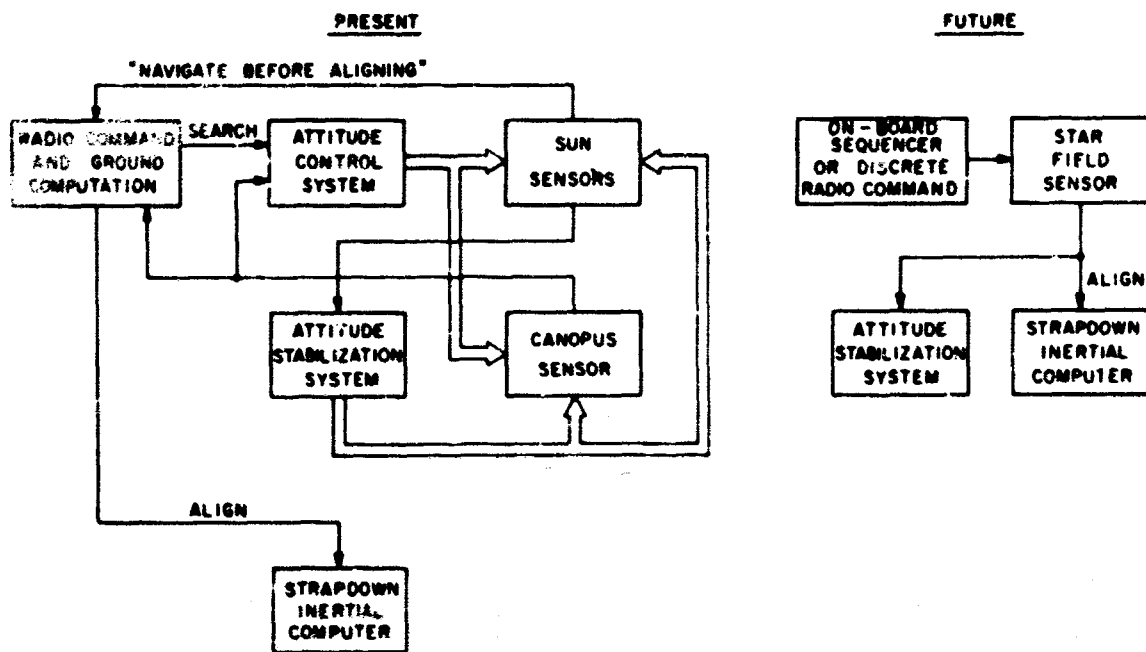 PRESENT
FUTURE
"NAVIGATE BEFORE ALIGNING"
RADIO COMMAND
AND GROUND
COMPUTATION
SEARCH
ATTITUDE
CONTROL
SYSTEM
SUN
SENSORS
ATTITUDE
STABILIZATION
SYSTEM
CANOPUS
SENSOR
ALIGN
STRAPDOWN
INERTIAL
COMPUTER
ON-BOARD
SEQUENCER
OR DISCRETE
RADIO COMMAND
STAR
FIELD
SENSOR
ALIGN
ATTITUDE
STABILIZATION
SYSTEM
STRAPDOWN
INERTIAL
COMPUTER